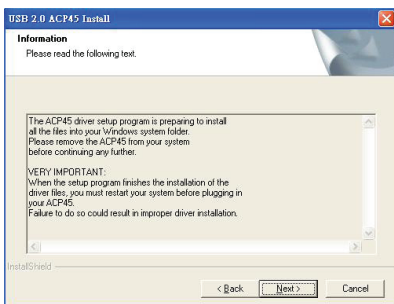 USB 2.0 ACP45 Install
Information
Please read the following text.
The ACP45 driver setup program is preparing to install
all the files into your Windows system folder.
Please remove the ACP45 from your system
before continuing any further.
VERY IMPORTANT:
When the setup program finishes the installation of the
driver files, you must restart your system before plugging in
your ACP45.
Failure to do so could result in improper driver installation.
InstallShield
< Back
Next >
Cancel